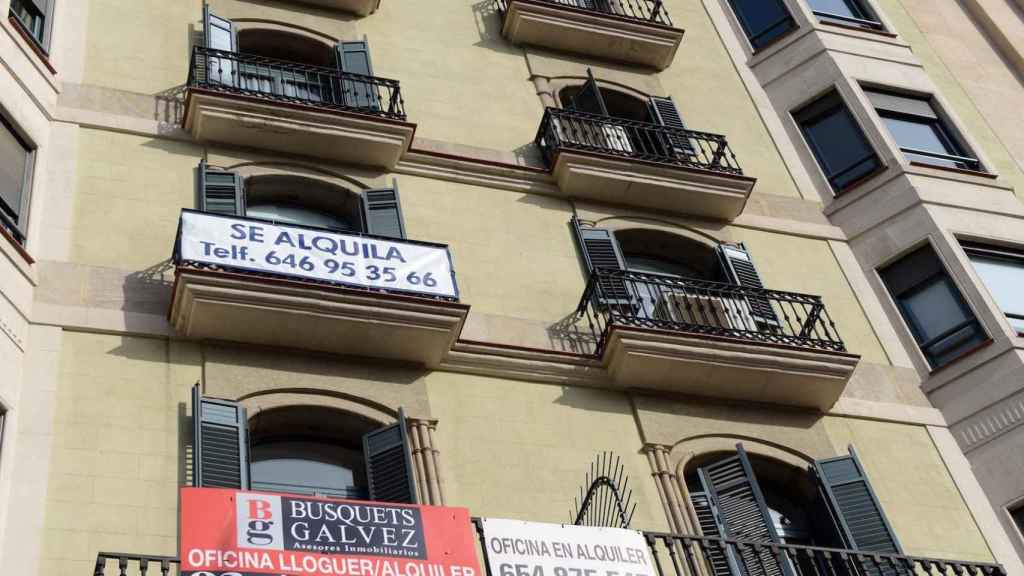 SE ALQUILA
Telf. 646 95 35 66
Bg
BUSQUETS
GALVEZ
Asesores Inmobiliarios
OFICINA LLOGUER/ALQUILER
OFICINA EN ALQUILER